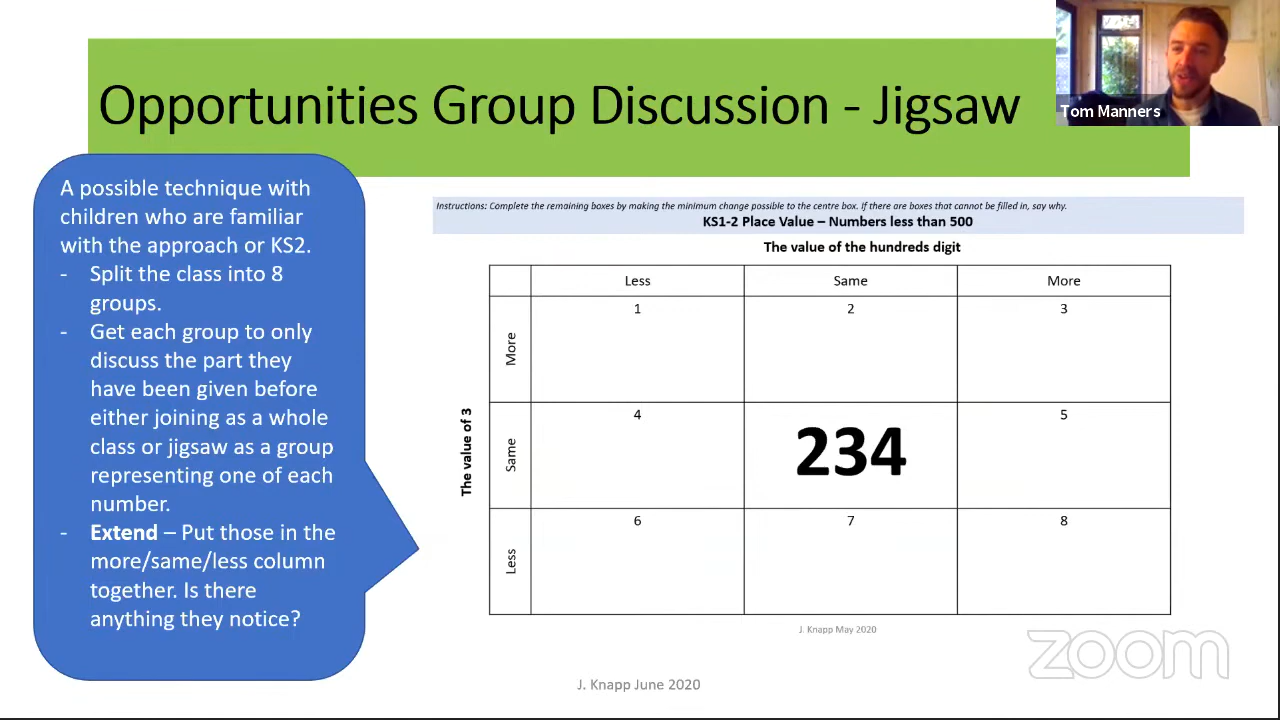 Opportunities Group Discussion - Jigsaw
Tom Manners
A possible technique with
children who are familiar
with the approach or KS2.
- Split the class into 8
groups.
- Get each group to only
discuss the part they
have been given before
either joining as a whole
class or jigsaw as a group
representing one of each
number.
- Extend – Put those in the
more/same/less column
together. Is there
anything they notice?
Instructions: Complete the remaining boxes by making the minimum change possible to the centre box. If there are boxes that cannot be filled in, say why.
KS1-2 Place Value – Numbers less than 500
The value of the hundreds digit
Less Same More
The value of 3
More
1 2 3
Same
4 234 5
Less
6 7 8
J. Knapp May 2020
J. Knapp June 2020
zoom